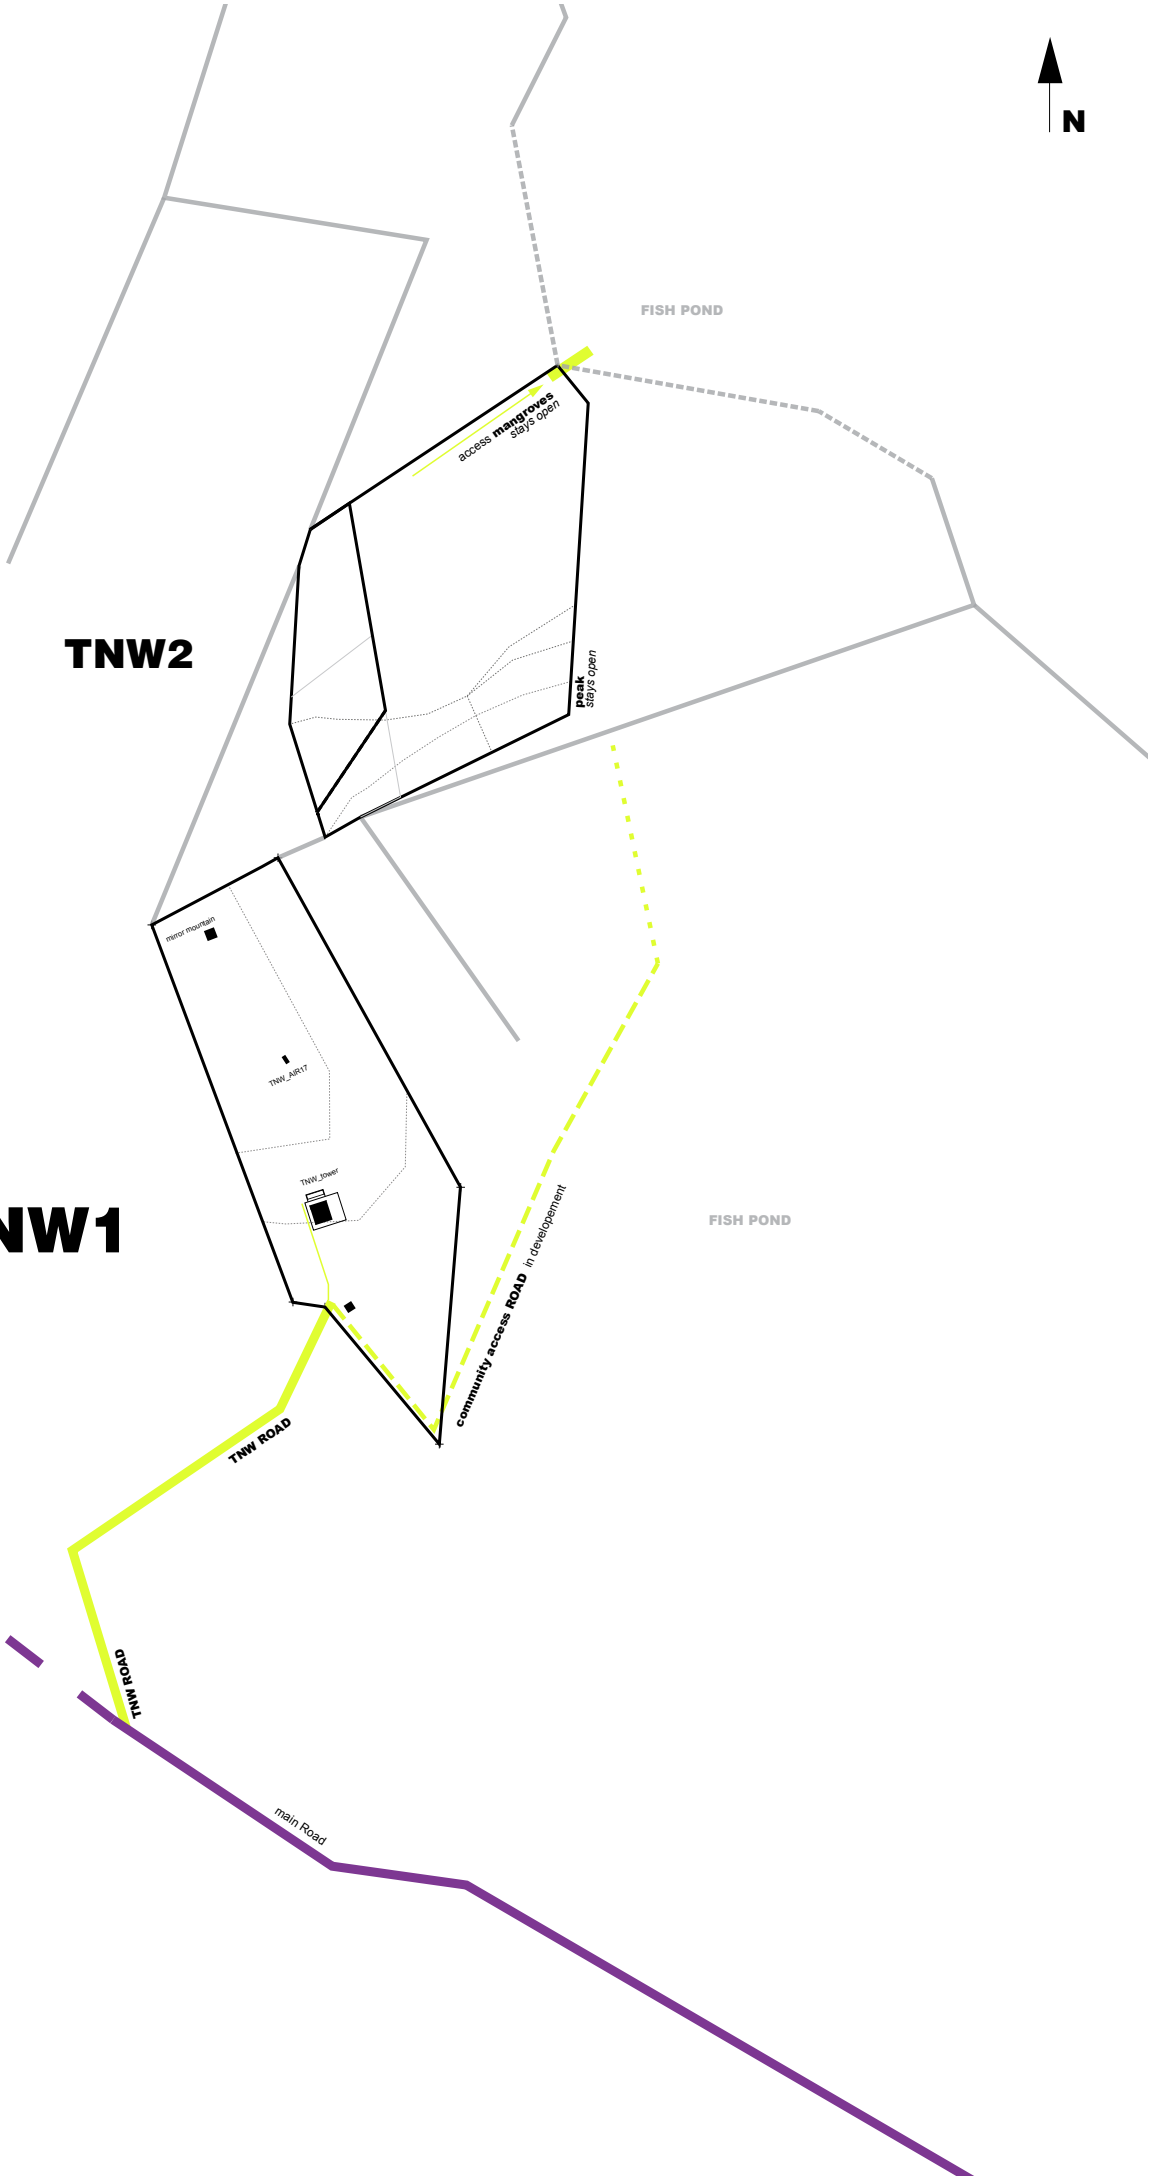 N
FISH POND
access mangroves
stays open
TNW2
peak
stays open
mirror mountain
TNW_AIR17
TNW_tower
NW1
FISH POND
community access ROAD in developement
TNW ROAD
TNW ROAD
main Road